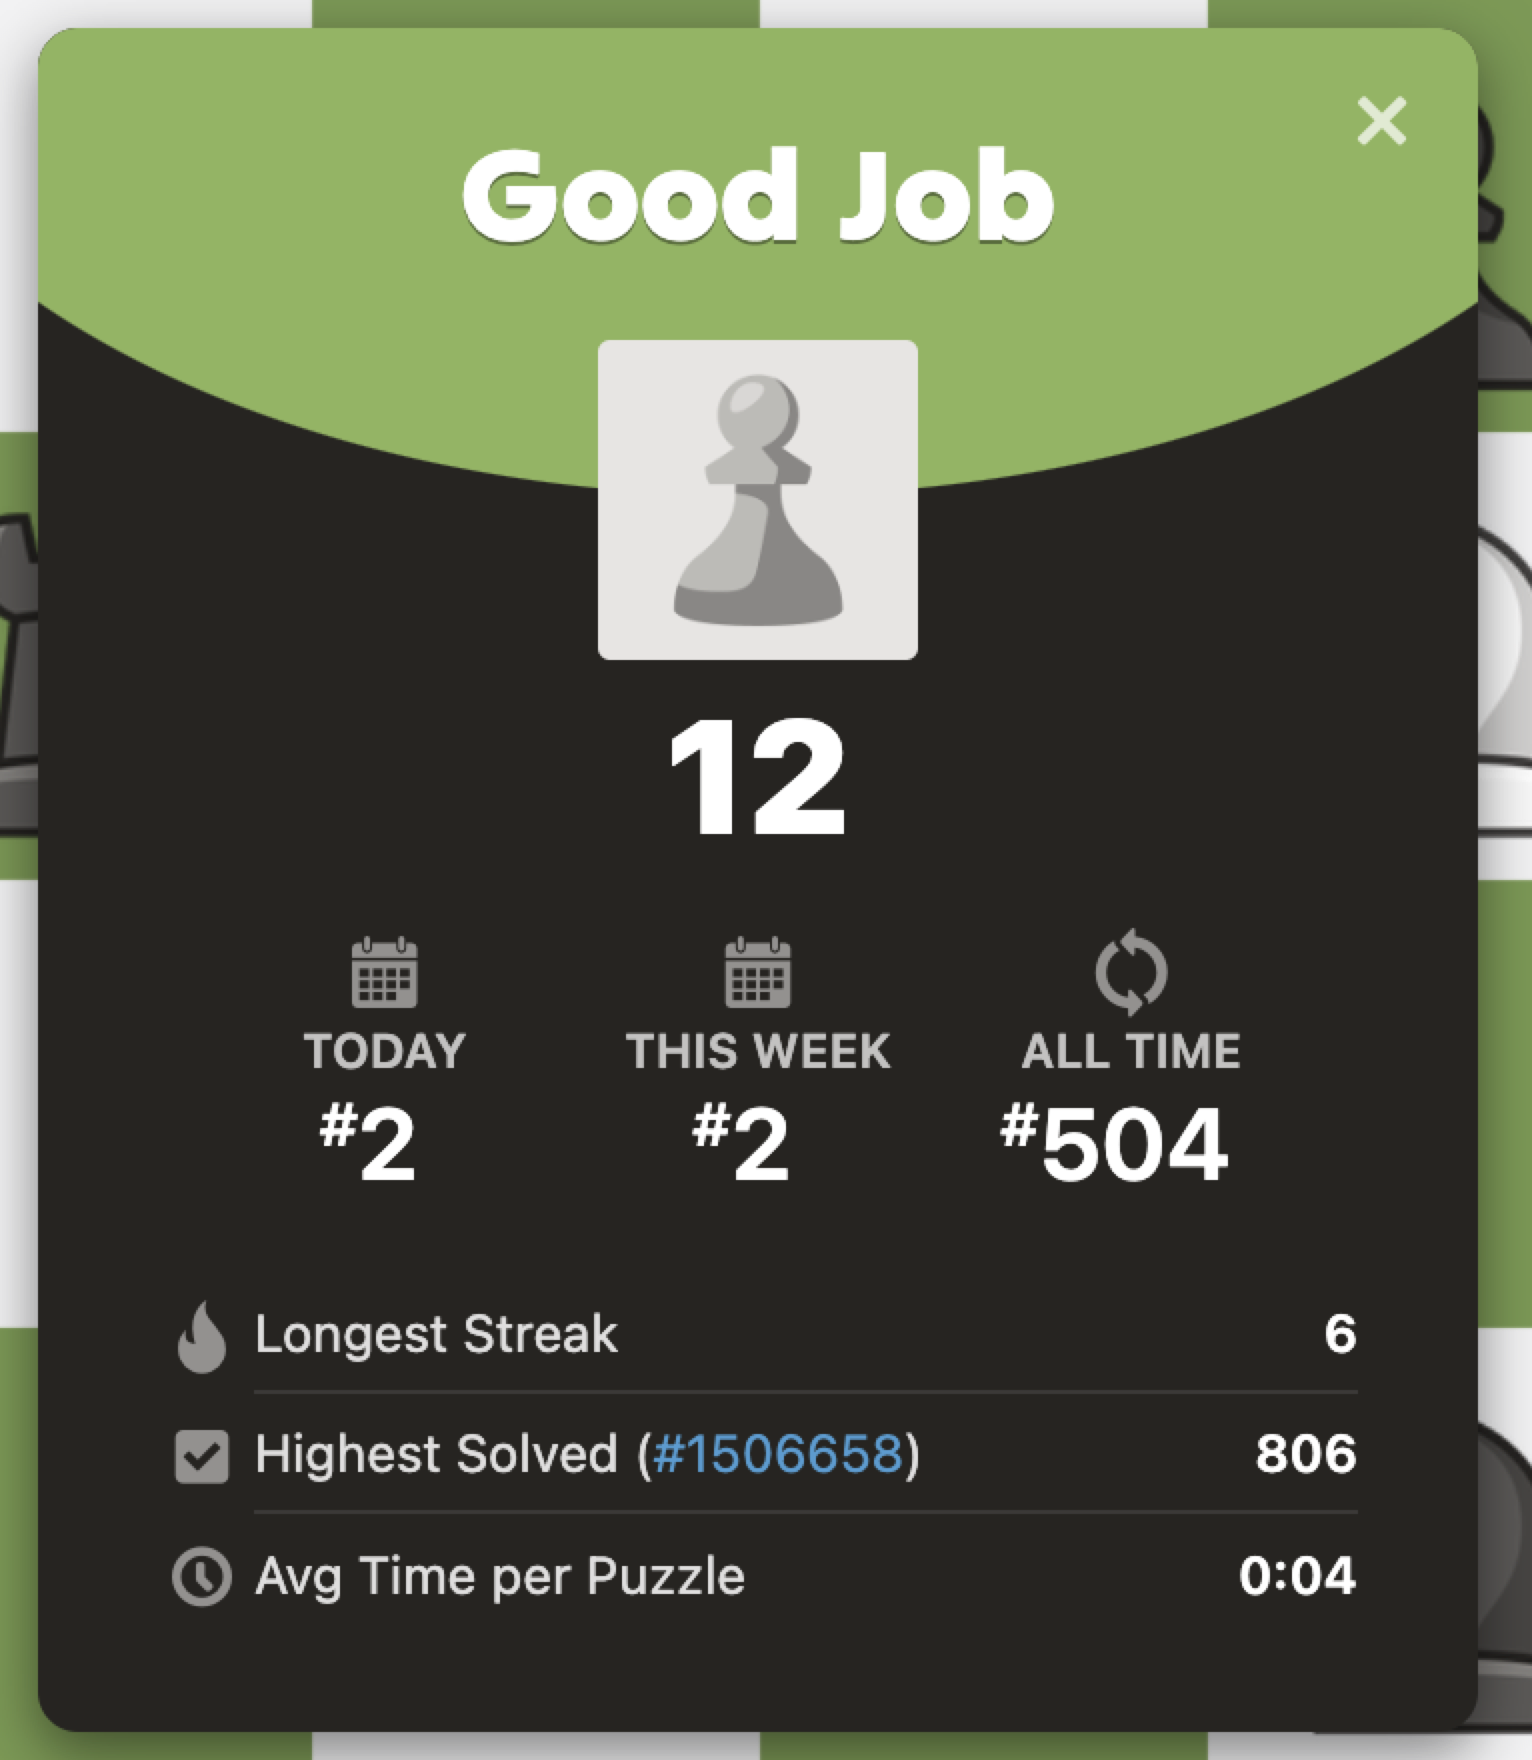 Good Job
12
TODAY THIS WEEK ALL TIME
#2 #2 #504
Longest Streak 6
Highest Solved (#1506658) 806
Avg Time per Puzzle 0:04